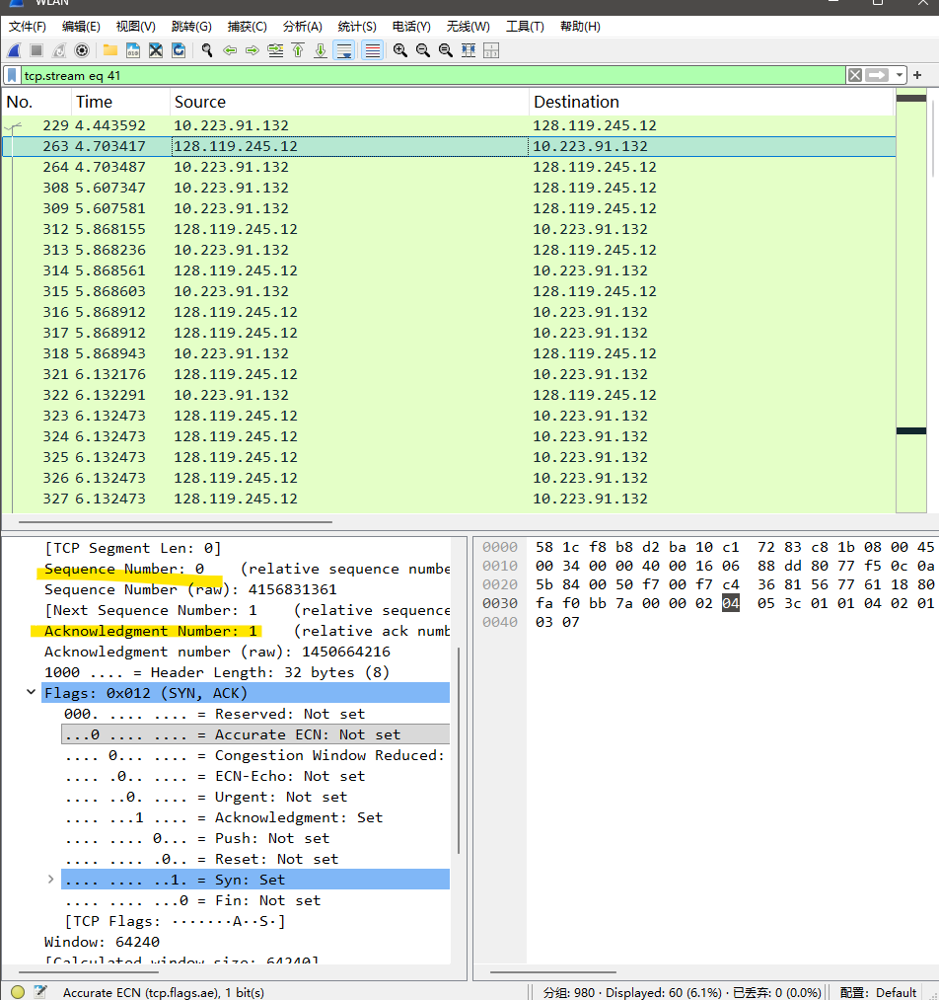 WLAN
文件(F) 编辑(E) 视图(V) 跳转(G) 捕获(C) 分析(A) 统计(S) 电话(Y) 无线(W) 工具(T) 帮助(H)
tcp.stream eq 41
No. Time Source Destination
229 4.443592 10.223.91.132 128.119.245.12
263 4.703417 128.119.245.12 10.223.91.132
264 4.703487 10.223.91.132 128.119.245.12
308 5.607347 10.223.91.132 128.119.245.12
309 5.607581 10.223.91.132 128.119.245.12
312 5.868155 128.119.245.12 10.223.91.132
313 5.868236 10.223.91.132 128.119.245.12
314 5.868561 128.119.245.12 10.223.91.132
315 5.868603 10.223.91.132 128.119.245.12
316 5.868912 128.119.245.12 10.223.91.132
317 5.868912 128.119.245.12 10.223.91.132
318 5.868943 10.223.91.132 128.119.245.12
321 6.132176 128.119.245.12 10.223.91.132
322 6.132291 10.223.91.132 128.119.245.12
323 6.132473 128.119.245.12 10.223.91.132
324 6.132473 128.119.245.12 10.223.91.132
325 6.132473 128.119.245.12 10.223.91.132
326 6.132473 128.119.245.12 10.223.91.132
327 6.132473 128.119.245.12 10.223.91.132
[TCP Segment Len: 0]
Sequence Number: 0 (relative sequence numbe
Sequence Number (raw): 4156831361
[Next Sequence Number: 1 (relative sequence
Acknowledgment Number: 1 (relative ack numb
Acknowledgment number (raw): 1450664216
1000 .... = Header Length: 32 bytes (8)
Flags: 0x012 (SYN, ACK)
000. .... .... = Reserved: Not set
...0 .... .... = Accurate ECN: Not set
.... 0... .... = Congestion Window Reduced:
.... .0.. .... = ECN-Echo: Not set
.... ..0. .... = Urgent: Not set
.... ...1 .... = Acknowledgment: Set
.... .... 0... = Push: Not set
.... .... .0.. = Reset: Not set
.... .... ..1. = Syn: Set
.... .... ...0 = Fin: Not set
[TCP Flags: ·······A··S·]
Window: 64240
[Calculated window size: 64240]
0000 58 1c f8 b8 d2 ba 10 c1 72 83 c8 1b 08 00 45
0010 00 34 00 00 40 00 16 06 88 dd 80 77 f5 0c 0a
0020 5b 84 00 50 f7 00 f7 c4 36 81 56 77 61 18 80
0030 fa f0 bb 7a 00 00 02 04 05 3c 01 01 04 02 01
0040 03 07
Accurate ECN (tcp.flags.ae), 1 bit(s) 分组: 980 · Displayed: 60 (6.1%) · 已丢弃: 0 (0.0%) 配置: Default